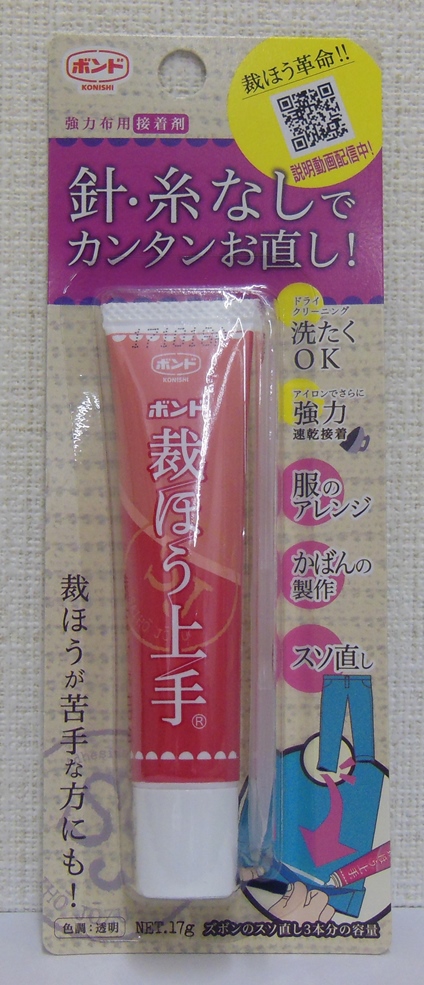 ボンド
KONISHI
裁ほう革命!!
説明動画配信中!
強力布用 接着剤
針・糸なしで
カンタンお直し!
ドライ
クリーニング
洗たく
OK
アイロンでさらに
強力
速乾接着
服の
アレンジ
かばんの
製作
スソ直し
ボンド
KONISHI
ボンド
裁ほう上手®
裁ほうが苦手な方にも!
裁ほう上手
色調:透明
NET.17g
ズボンのスソ直し3本分の容量